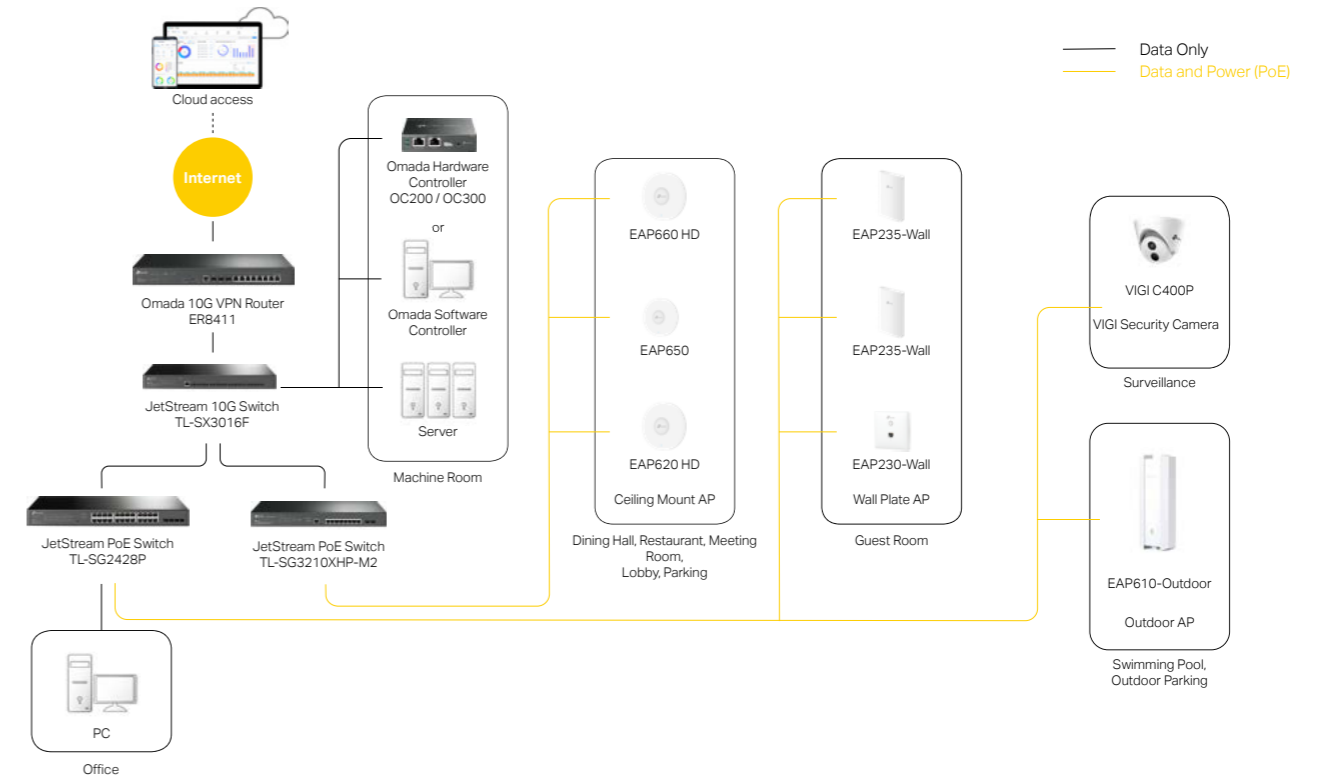 Cloud access
Internet
Omada 10G VPN Router
ER8411
JetStream 10G Switch
TL-SX3016F
JetStream PoE Switch
TL-SG2428P
JetStream PoE Switch
TL-SG3210XHP-M2
PC
Office
Omada Hardware
Controller
OC200 / OC300
or
Omada Software
Controller
Server
Machine Room
EAP660 HD
EAP650
EAP620 HD
Ceiling Mount AP
Dining Hall, Restaurant, Meeting
Room,
Lobby, Parking
EAP235-Wall
EAP235-Wall
EAP230-Wall
Wall Plate AP
Guest Room
Data Only
Data and Power (PoE)
VIGI C400P
VIGI Security Camera
Surveillance
EAP610-Outdoor
Outdoor AP
Swimming Pool,
Outdoor Parking